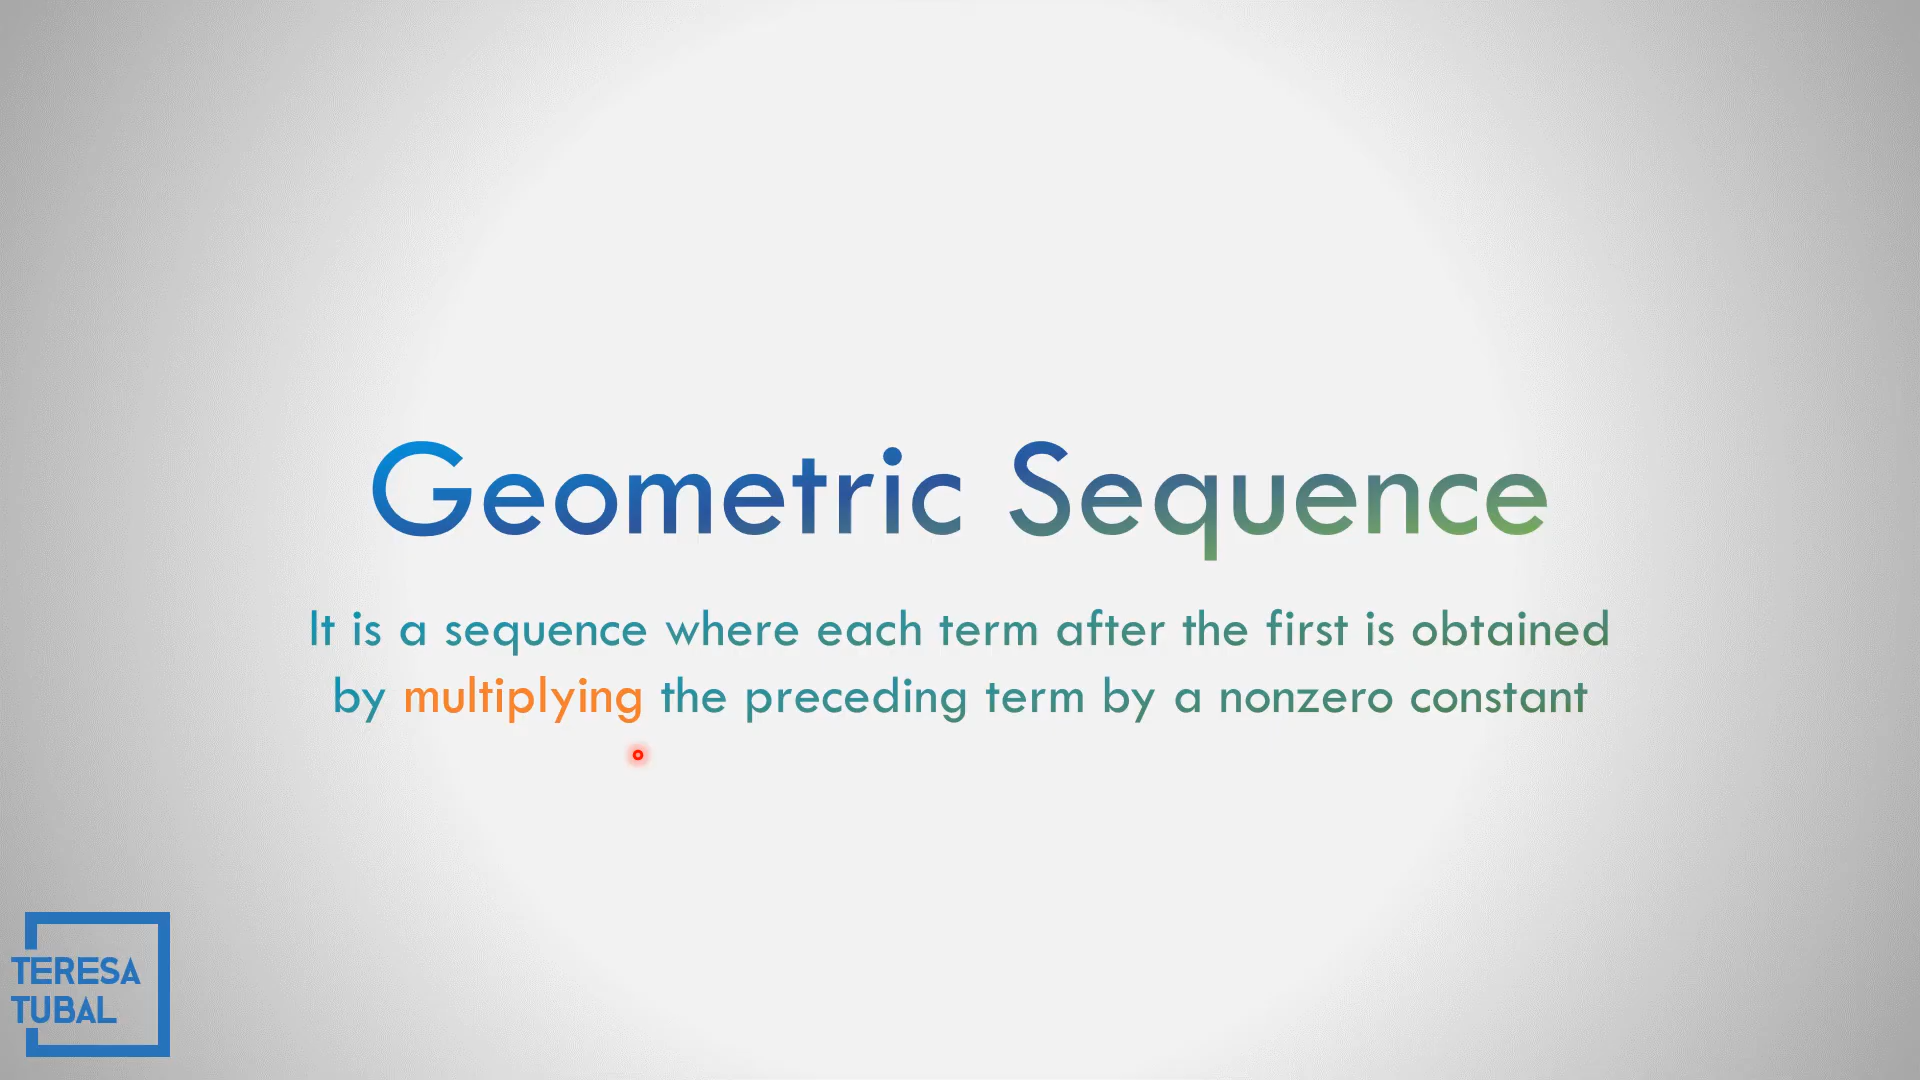 Geometric Sequence
It is a sequence where each term after the first is obtained
by multiplying the preceding term by a nonzero constant
TERESA
TUBAL